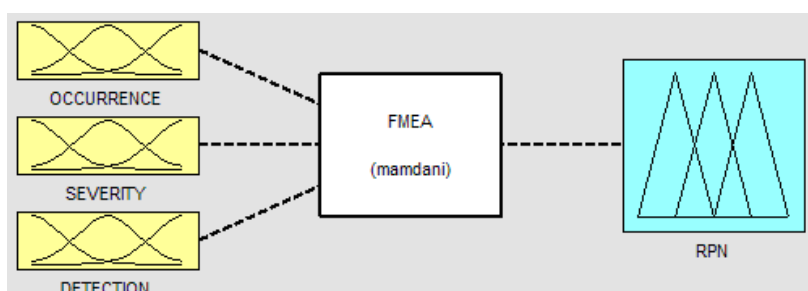 OCCURRENCE
SEVERITY
DETECTION
FMEA
(mamdani)
RPN